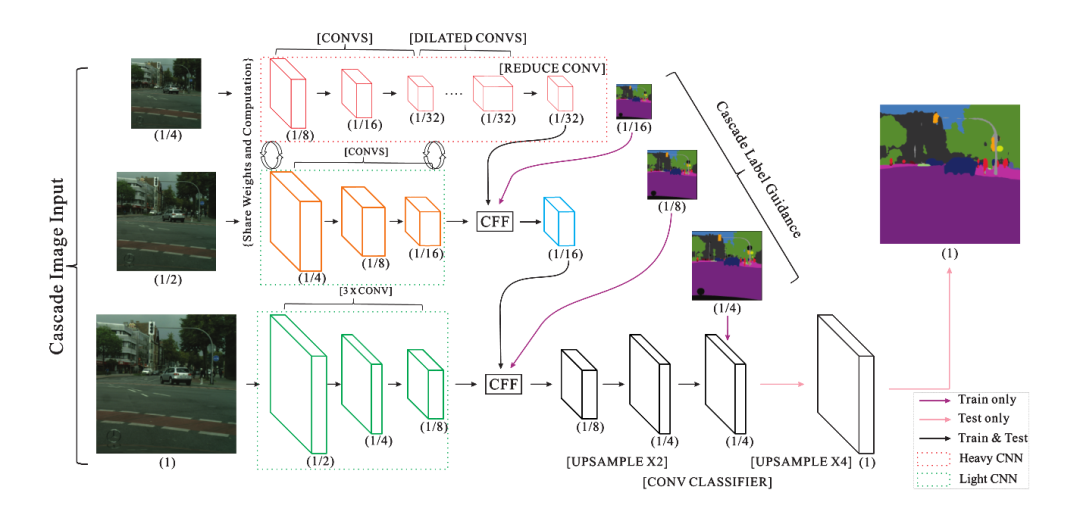 [CONVS]
[DILATED CONVS]
[REDUCE CONV]
(1/4)
(1/8)
(1/16)
(1/32)
(1/32)
(1/32)
(1/16)
{Share Weights and Computation}
Cascade Label Guidance
Cascade Image Input
[CONVS]
(1/2)
(1/4)
(1/8)
(1/16)
CFF
(1/16)
(1/8)
(1)
[3 X CONV]
(1)
(1/2)
(1/4)
(1/8)
CFF
(1/8)
(1/4)
(1/4)
(1/4)
(1)
[UPSAMPLE X2]
[UPSAMPLE X4]
[CONV CLASSIFIER]
Train only
Test only
Train & Test
Heavy CNN
Light CNN